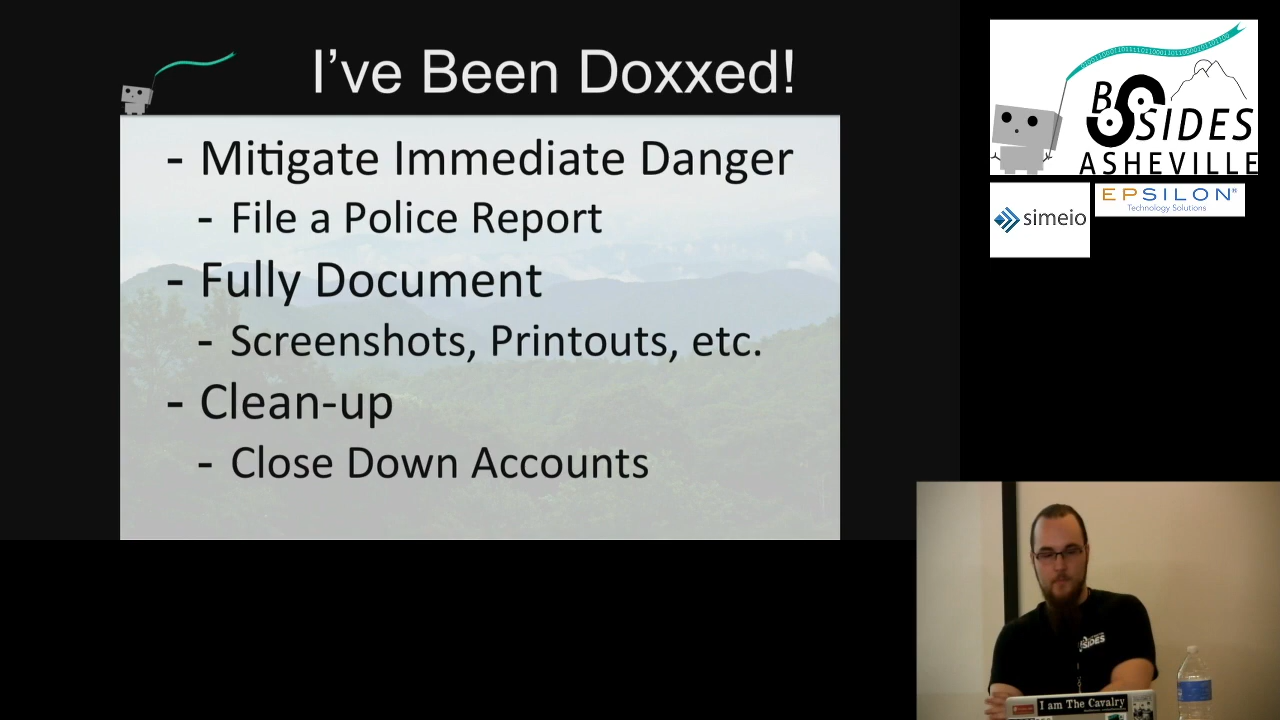 I've Been Doxxed!
- Mitigate Immediate Danger
- File a Police Report
- Fully Document
- Screenshots, Printouts, etc.
- Clean-up
- Close Down Accounts
BSIDES
ASHEVILLE
simeio
EPSILON®
Technology Solutions
SIDES
I am The Cavalry